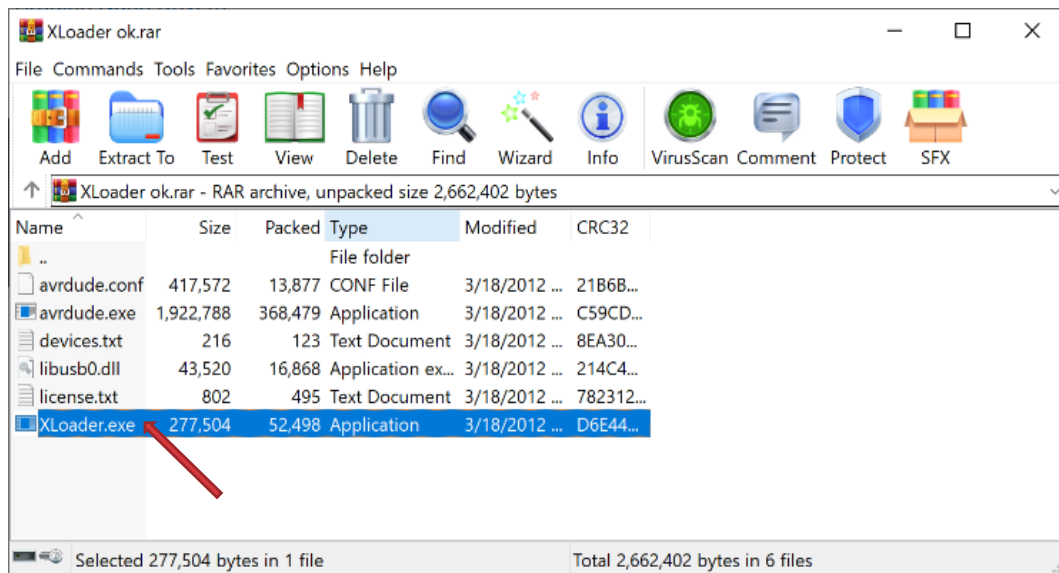 XLoader ok.rar
File Commands Tools Favorites Options Help
Add Extract To Test View Delete Find Wizard Info VirusScan Comment Protect SFX
XLoader ok.rar - RAR archive, unpacked size 2,662,402 bytes
Name Size Packed Type Modified CRC32
.. File folder
avrdude.conf 417,572 13,877 CONF File 3/18/2012 ... 21B6B...
avrdude.exe 1,922,788 368,479 Application 3/18/2012 ... C59CD...
devices.txt 216 123 Text Document 3/18/2012 ... 8EA30...
libusb0.dll 43,520 16,868 Application ex... 3/18/2012 ... 214C4...
license.txt 802 495 Text Document 3/18/2012 ... 782312...
XLoader.exe 277,504 52,498 Application 3/18/2012 ... D6E44...
Selected 277,504 bytes in 1 file Total 2,662,402 bytes in 6 files